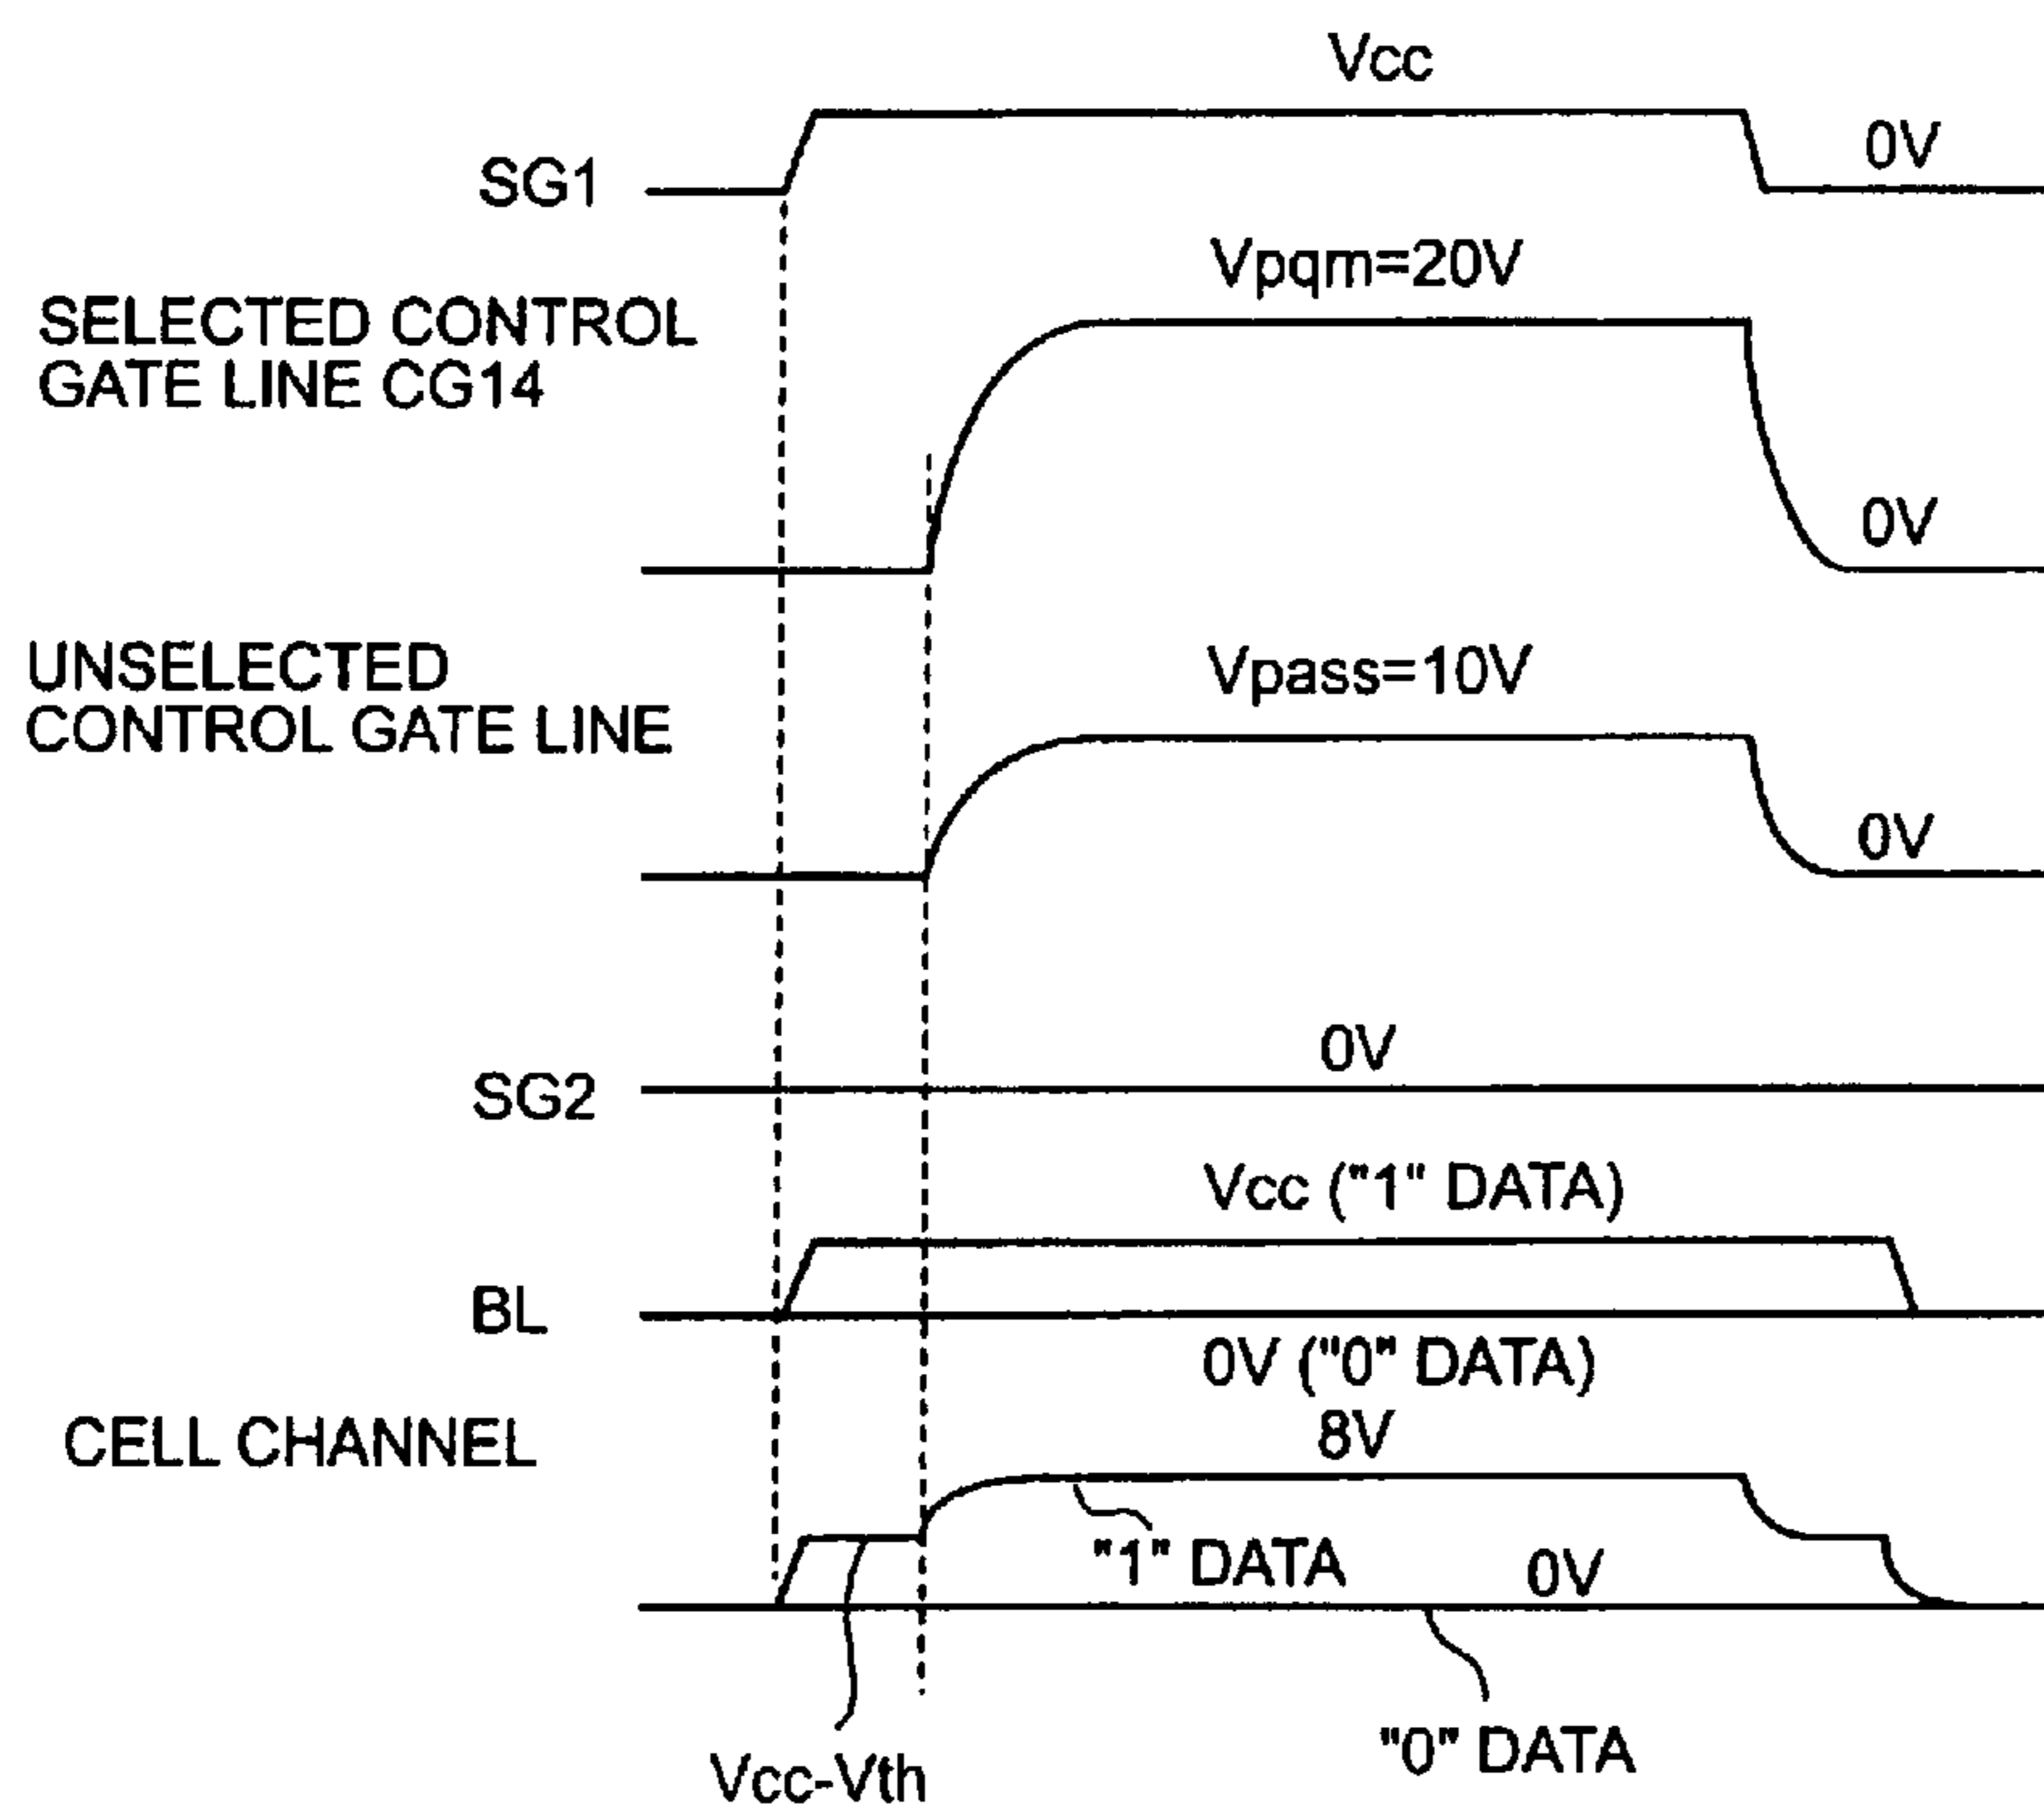 Vcc
SG1
0V
Vpqm=20V
SELECTED CONTROL
GATE LINE CG14
0V
UNSELECTED
CONTROL GATE LINE
Vpass=10V
0V
0V
SG2
Vcc ("1" DATA)
BL
0V ("0" DATA)
CELL CHANNEL
8V
"1" DATA
0V
"0" DATA
Vcc-Vth